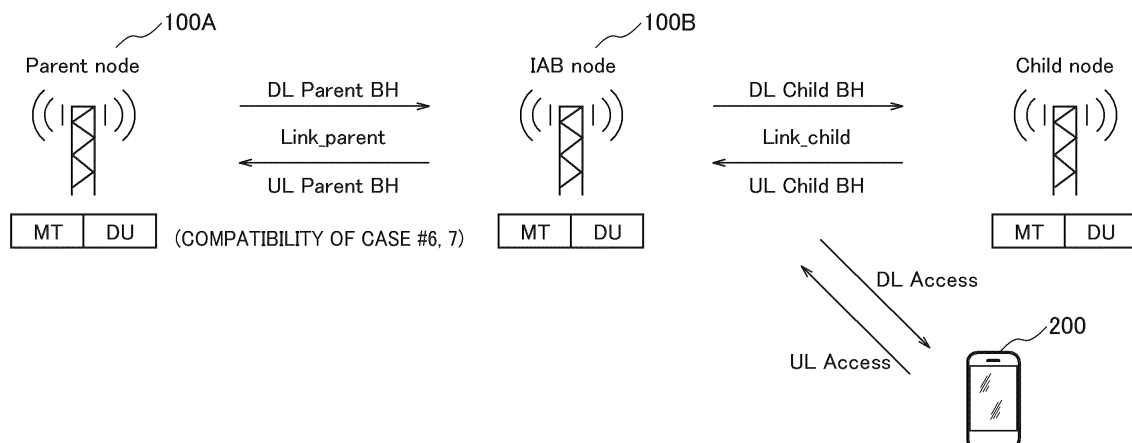 100A
100B
Parent node
IAB node
Child node
DL Parent BH
DL Child BH
Link_parent
Link_child
UL Parent BH
UL Child BH
MT DU
(COMPATIBILITY OF CASE #6, 7)
MT DU
MT DU
DL Access
UL Access
200